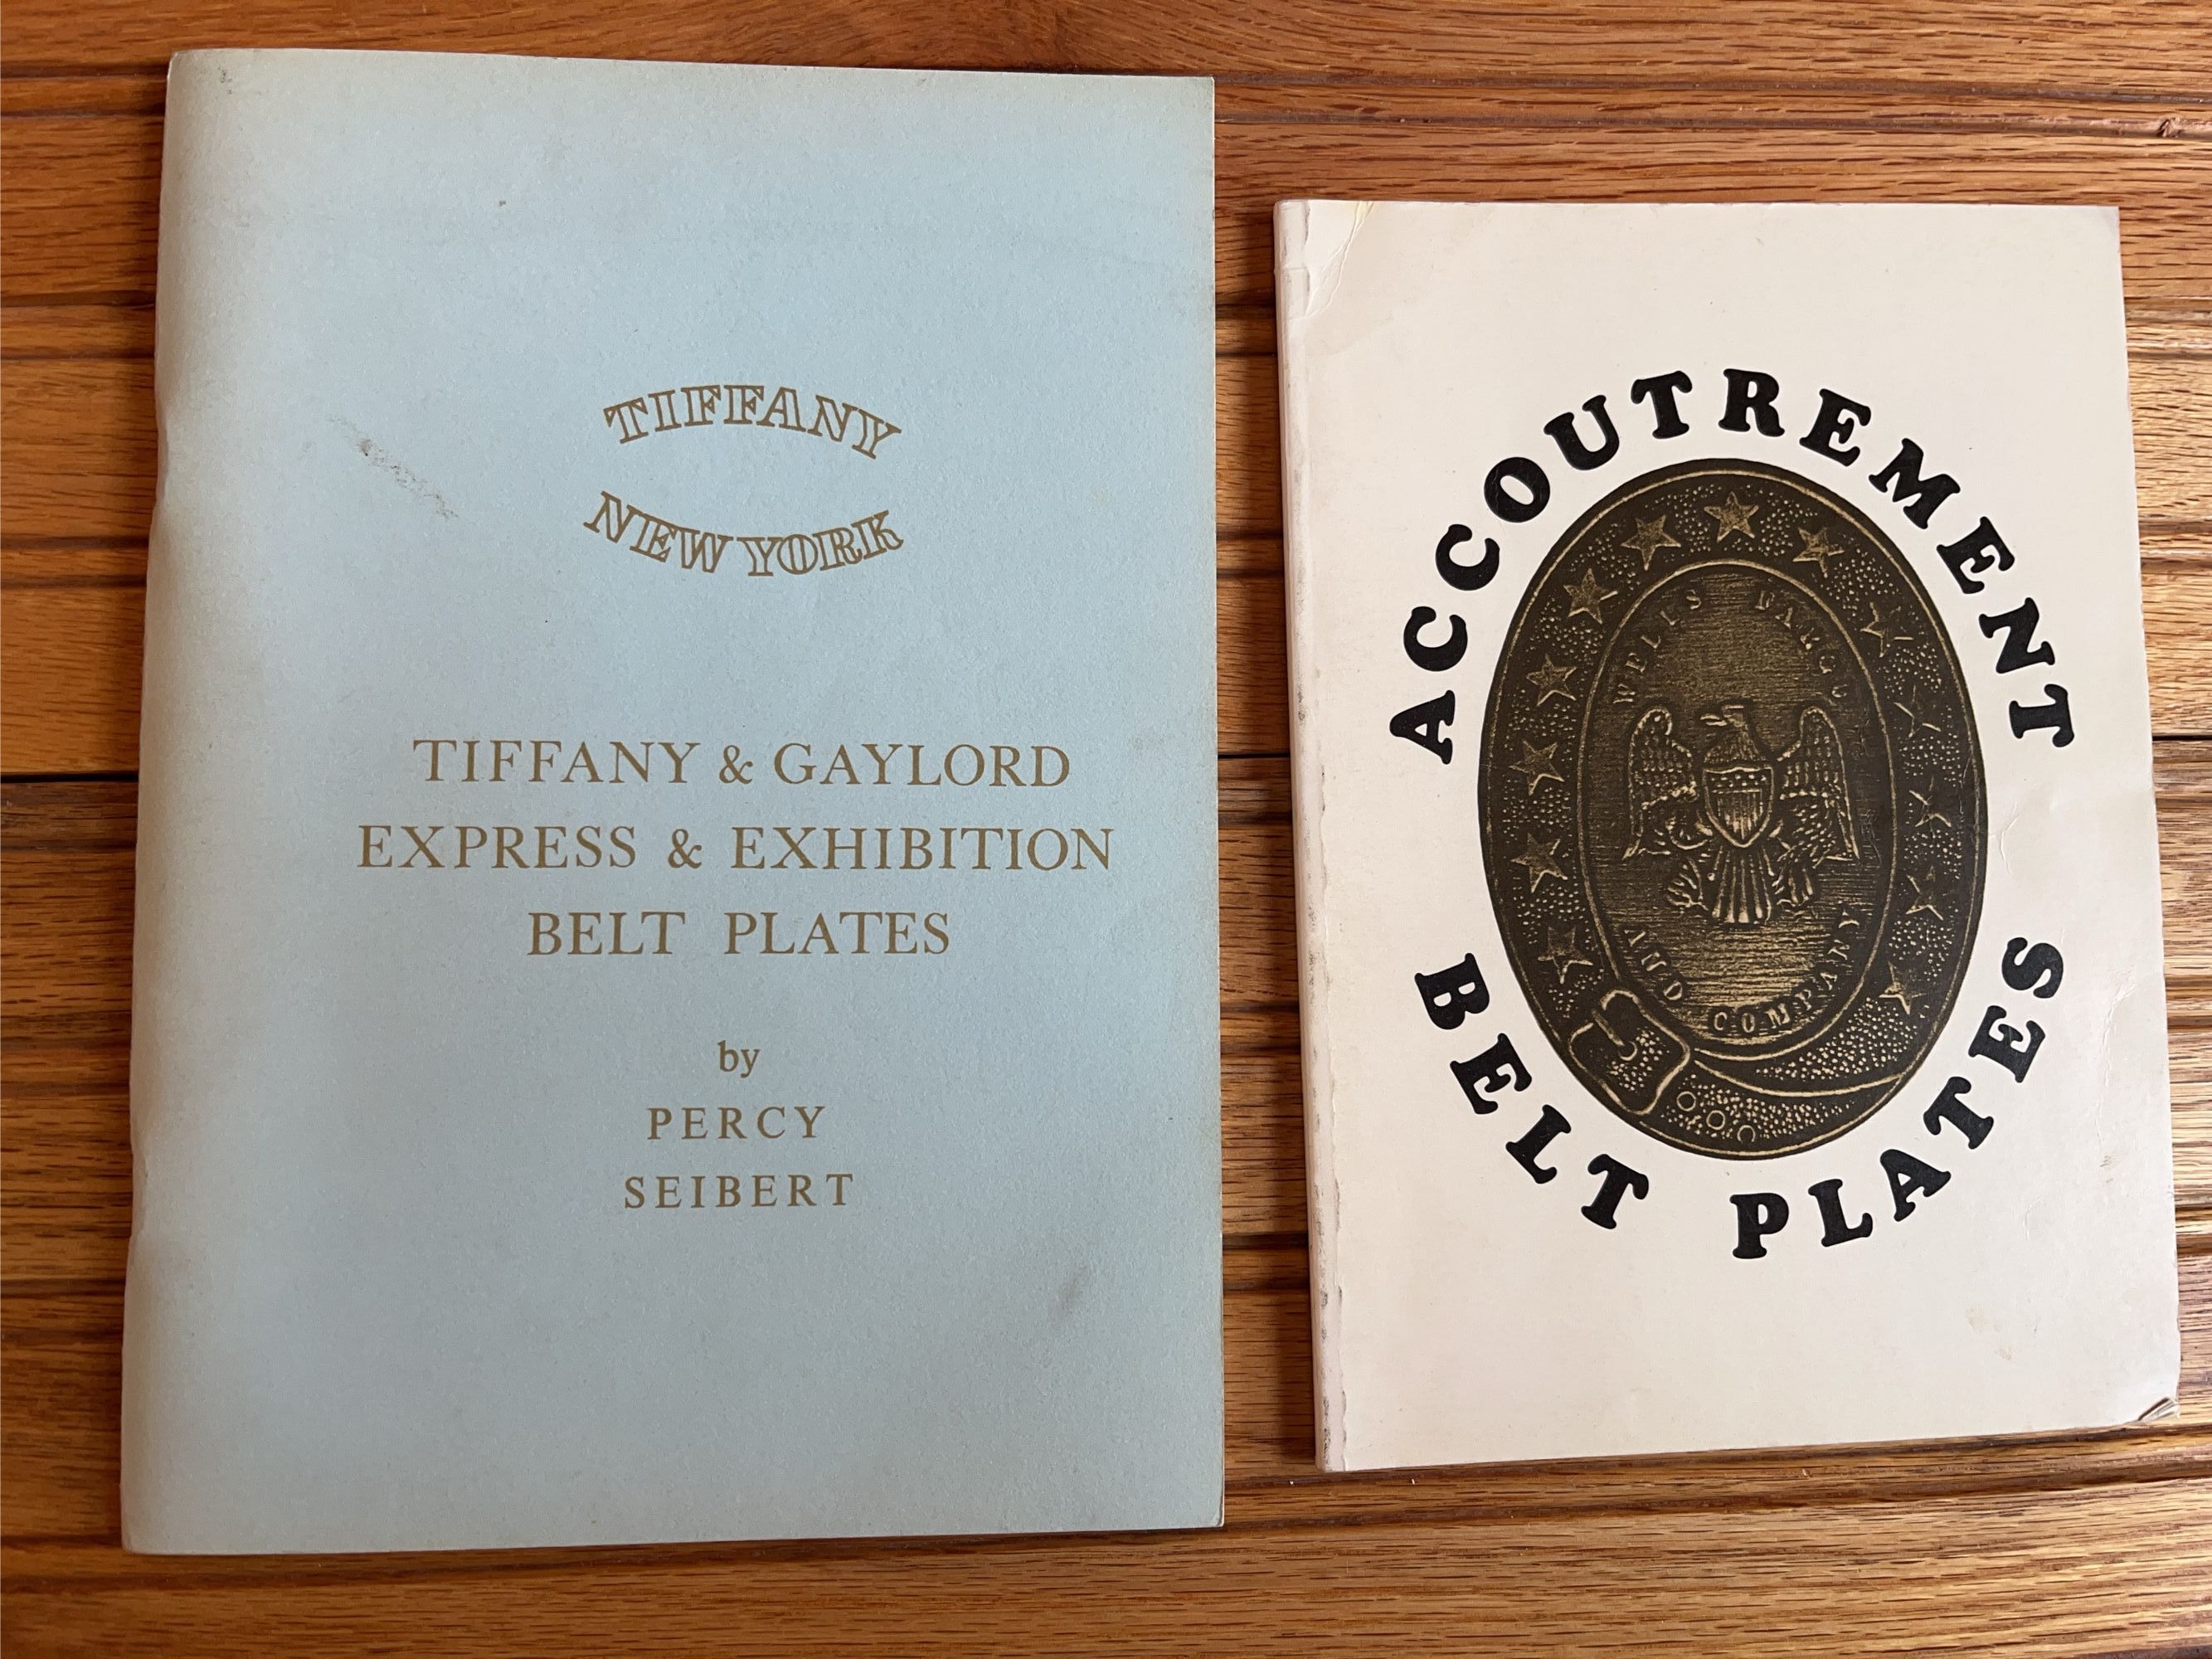 TIFFANY
NEW YORK
TIFFANY & GAYLORD
EXPRESS & EXHIBITION
BELT PLATES
by
PERCY
SEIBERT
ACCOUTREMENT
WELLS FARGO
AND COMPANY
BELT PLATES